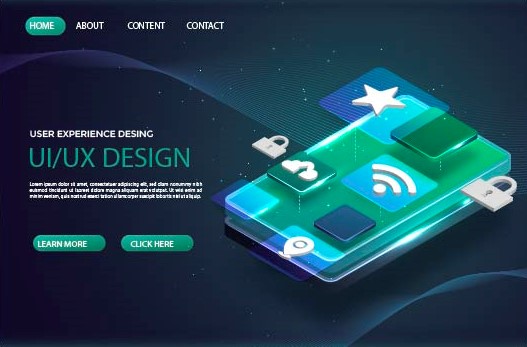 HOME ABOUT CONTENT CONTACT
USER EXPERIENCE DESING
UI/UX DESIGN
Lorem ipsum dolor sit amet, consectetuer adipiscing elit, sed diam nonummy nibh
euismod tincidunt ut laoreet dolore magna aliquam erat volutpat. Ut wisi enim ad
minim veniam, quis nostrud exerci tation ullamcorper suscipit lobortis nisl aliquip.
LEARN MORE CLICK HERE